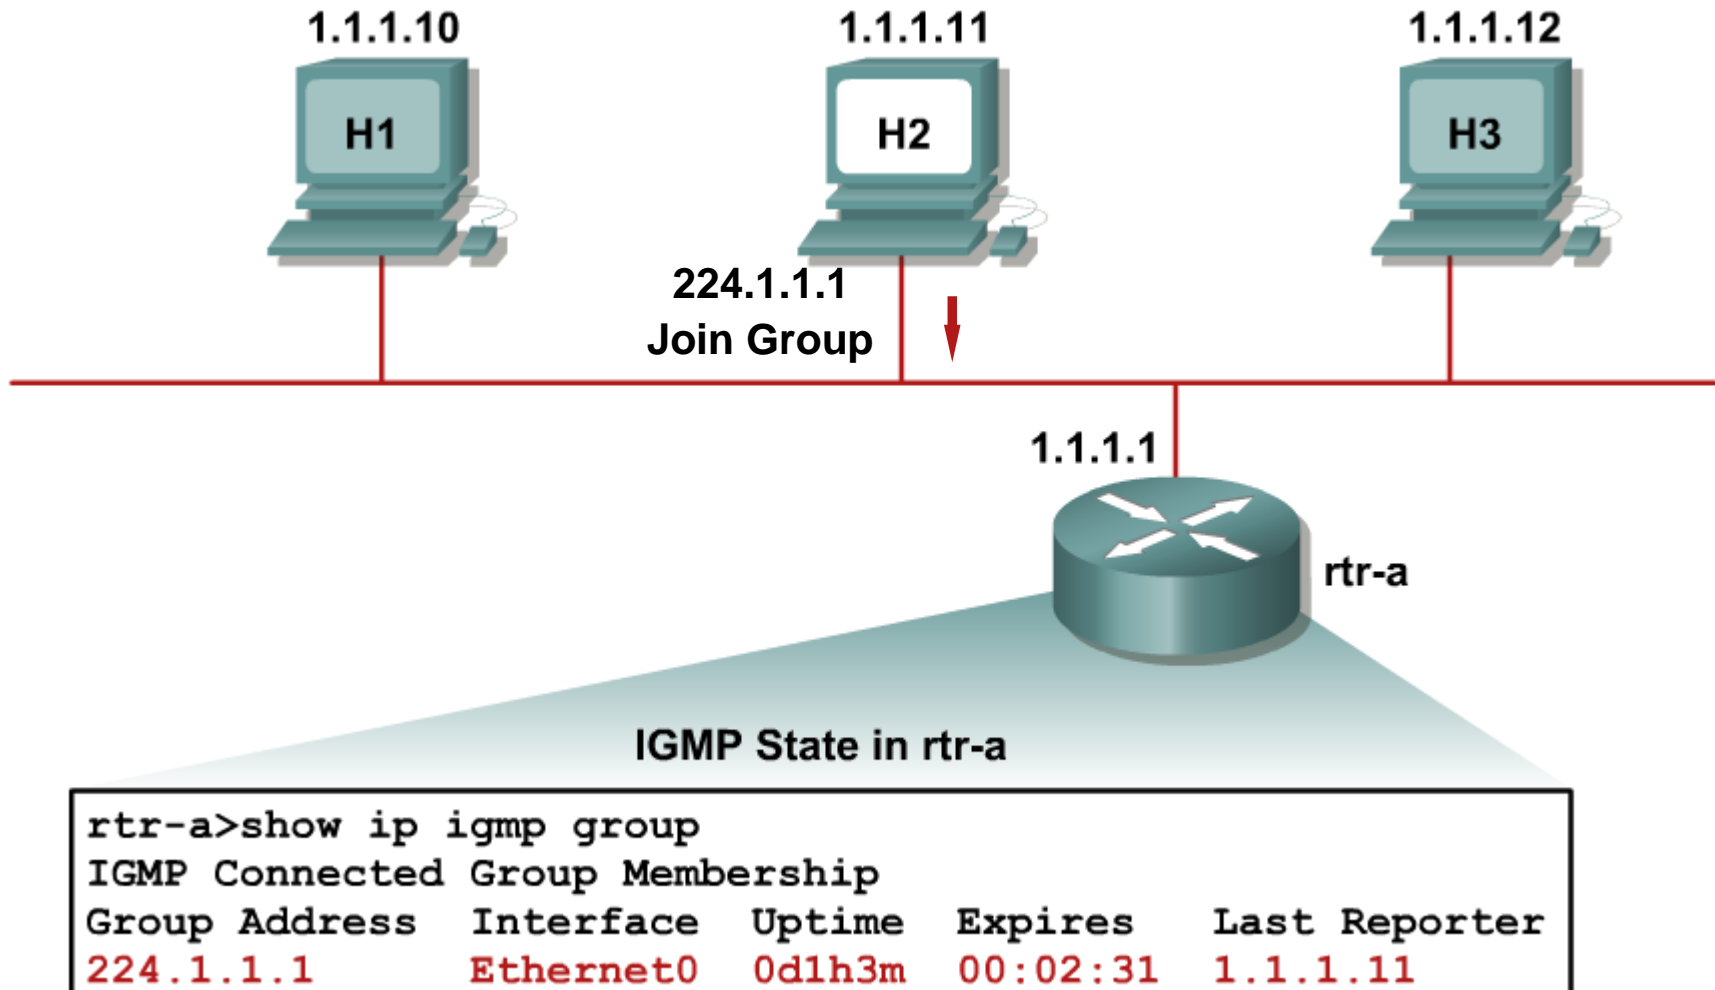 1.1.1.10
1.1.1.11
1.1.1.12
H1
H2
H3
224.1.1.1
Join Group
1.1.1.1
rtr-a
IGMP State in rtr-a
rtr-a>show ip igmp group
IGMP Connected Group Membership
Group Address Interface Uptime Expires Last Reporter
224.1.1.1 Ethernet0 0d1h3m 00:02:31 1.1.1.11